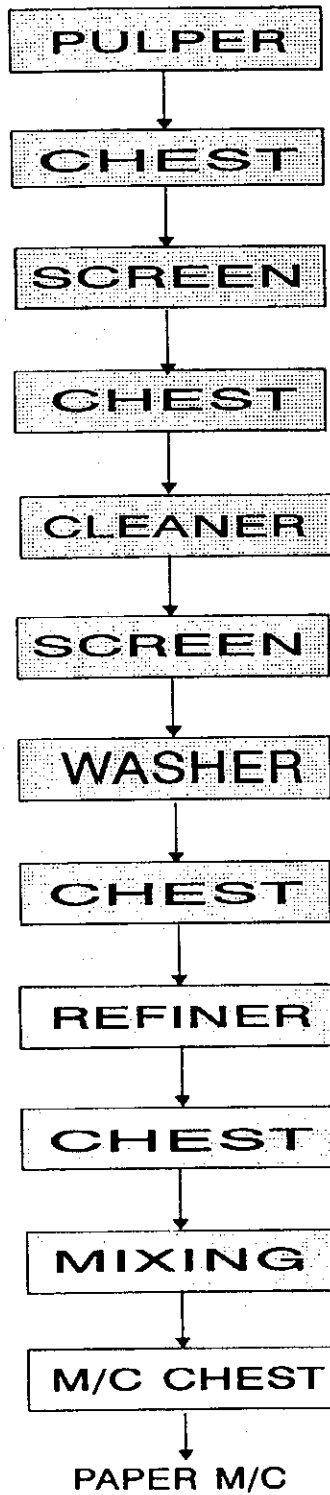 PULPER
CHEST
SCREEN
CHEST
CLEANER
SCREEN
WASHER
CHEST
REFINER
CHEST
MIXING
M/C CHEST
PAPER M/C